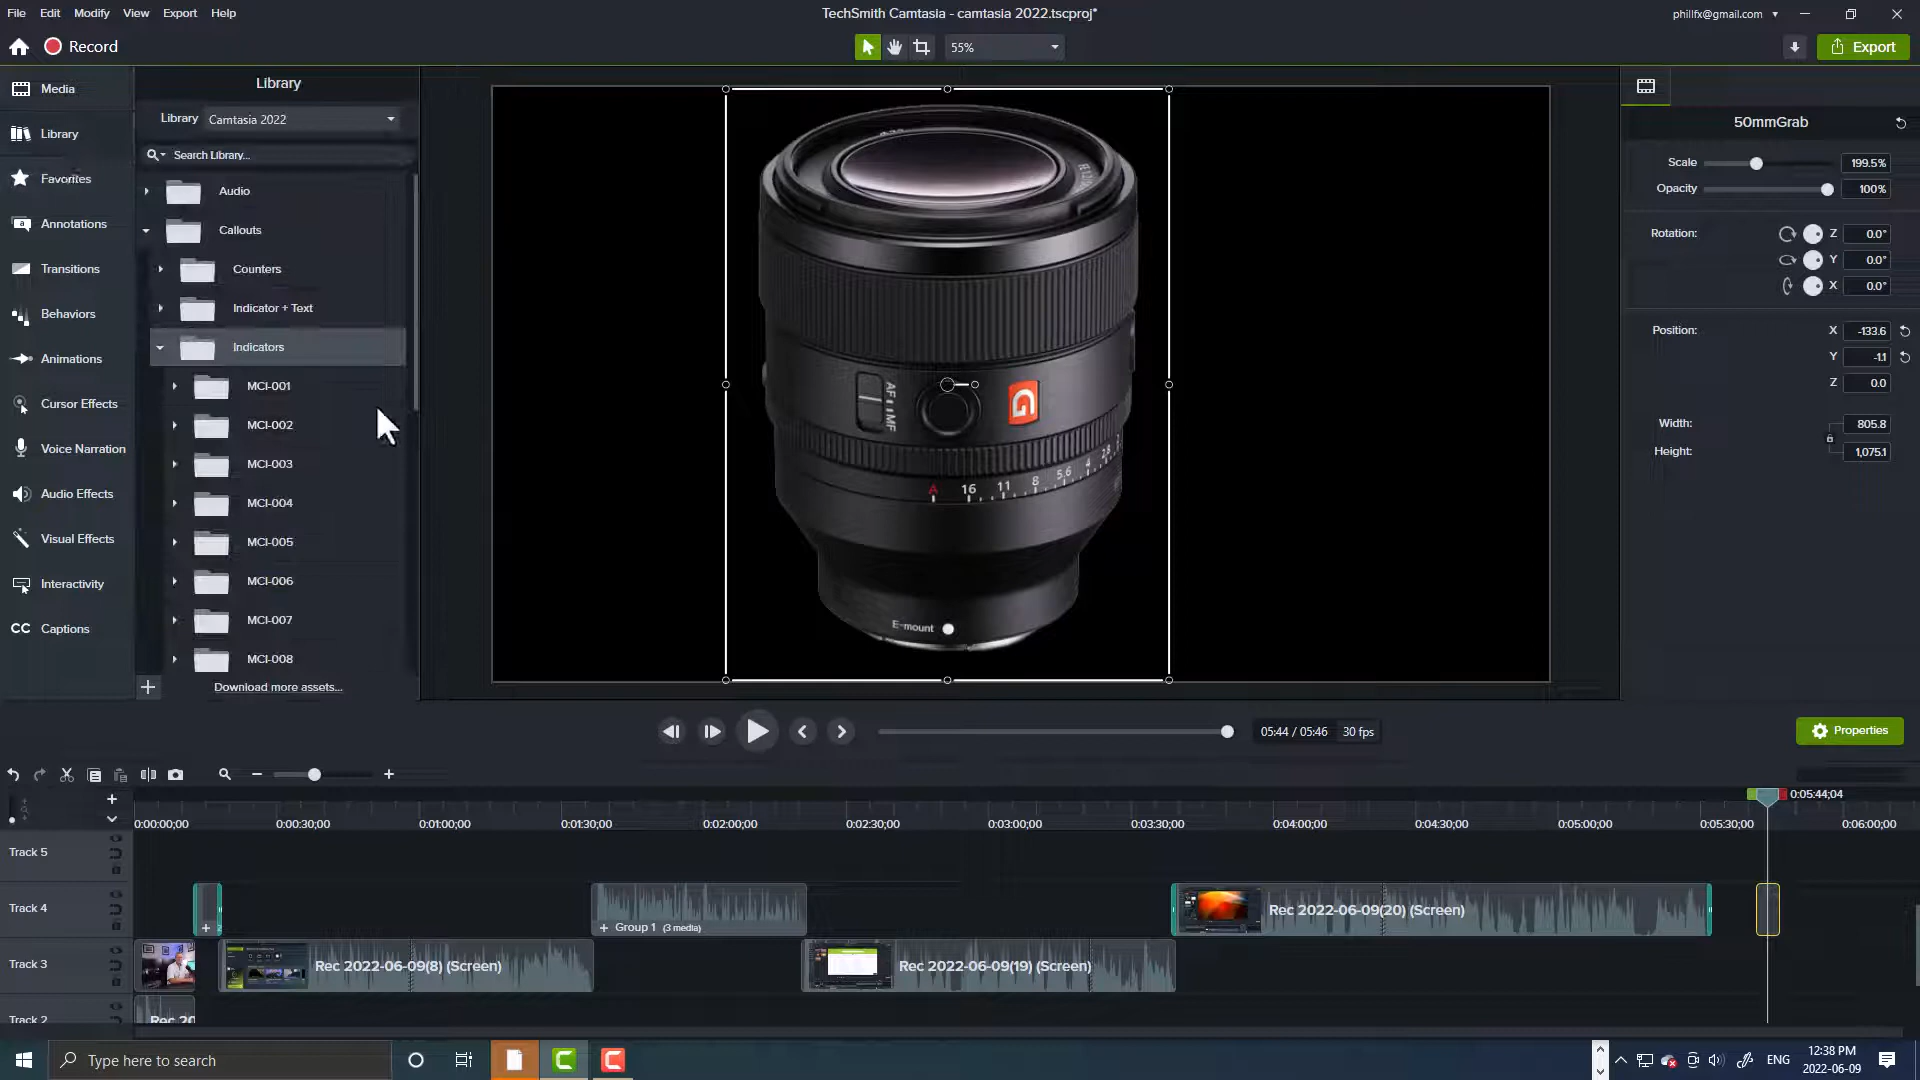 File Edit Modify View Export Help
TechSmith Camtasia - camtasia 2022.tscproj*
phillfx@gmail.com
Record
55%
Export
Media
Library
Favorites
Annotations
Transitions
Behaviors
Animations
Cursor Effects
Voice Narration
Audio Effects
Visual Effects
Interactivity
CC Captions
Library
Library Camtasia 2022
Search Library...
Audio
Callouts
Counters
Indicator + Text
Indicators
MCI-001
MCI-002
MCI-003
MCI-004
MCI-005
MCI-006
MCI-007
MCI-008
Download more assets...
AF MF
G
A 16 11 8 5.6 4 2.8
E-mount
50mmGrab
Scale 199.5%
Opacity 100%
Rotation: Z 0.0°
Y 0.0°
X 0.0°
Position: X -133.6
Y -1.1
Z 0.0
Width: 805.8
Height: 1,075.1
05:44 / 05:46 30 fps
Properties
0:05:44;04
0:00:00;00 0:00:30;00 0:01:00;00 0:01:30;00 0:02:00;00 0:02:30;00 0:03:00;00 0:03:30;00 0:04:00;00 0:04:30;00 0:05:00;00 0:05:30;00 0:06:00;00
Track 5
Track 4
Group 1 (3 media)
Rec 2022-06-09(20) (Screen)
Track 3
Rec 2022-06-09(8) (Screen)
Rec 2022-06-09(19) (Screen)
Track 2
Rec 20
Type here to search
ENG
12:38 PM
2022-06-09